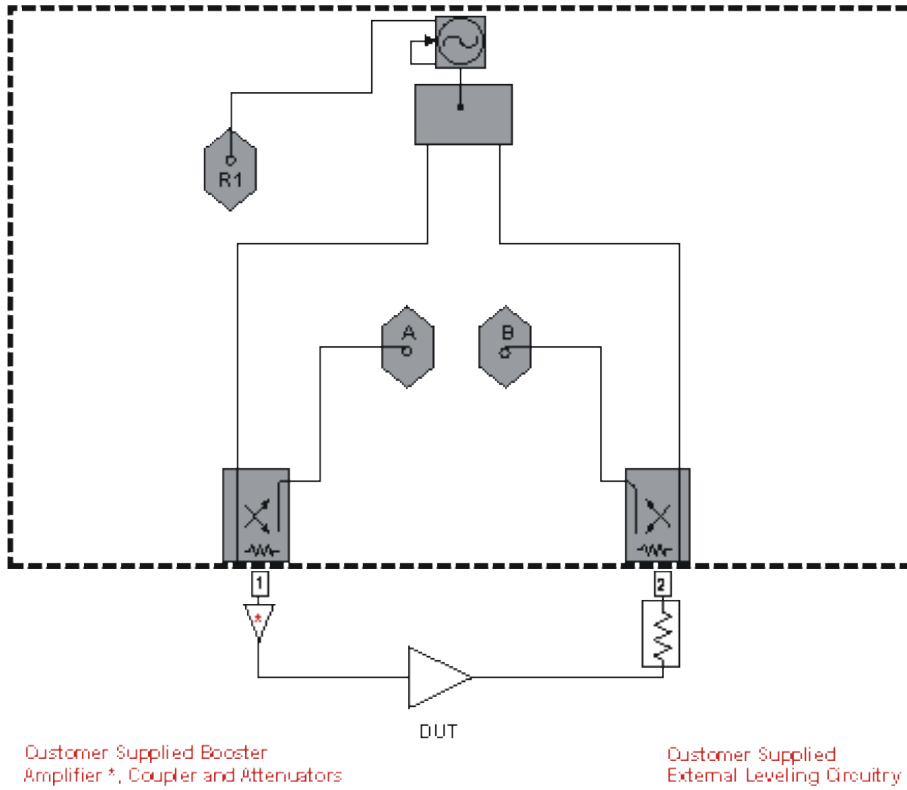 R1
A
B
1
2
*
DUT
Customer Supplied Booster
Amplifier *, Coupler and Attenuators
Customer Supplied
External Leveling Circuitry